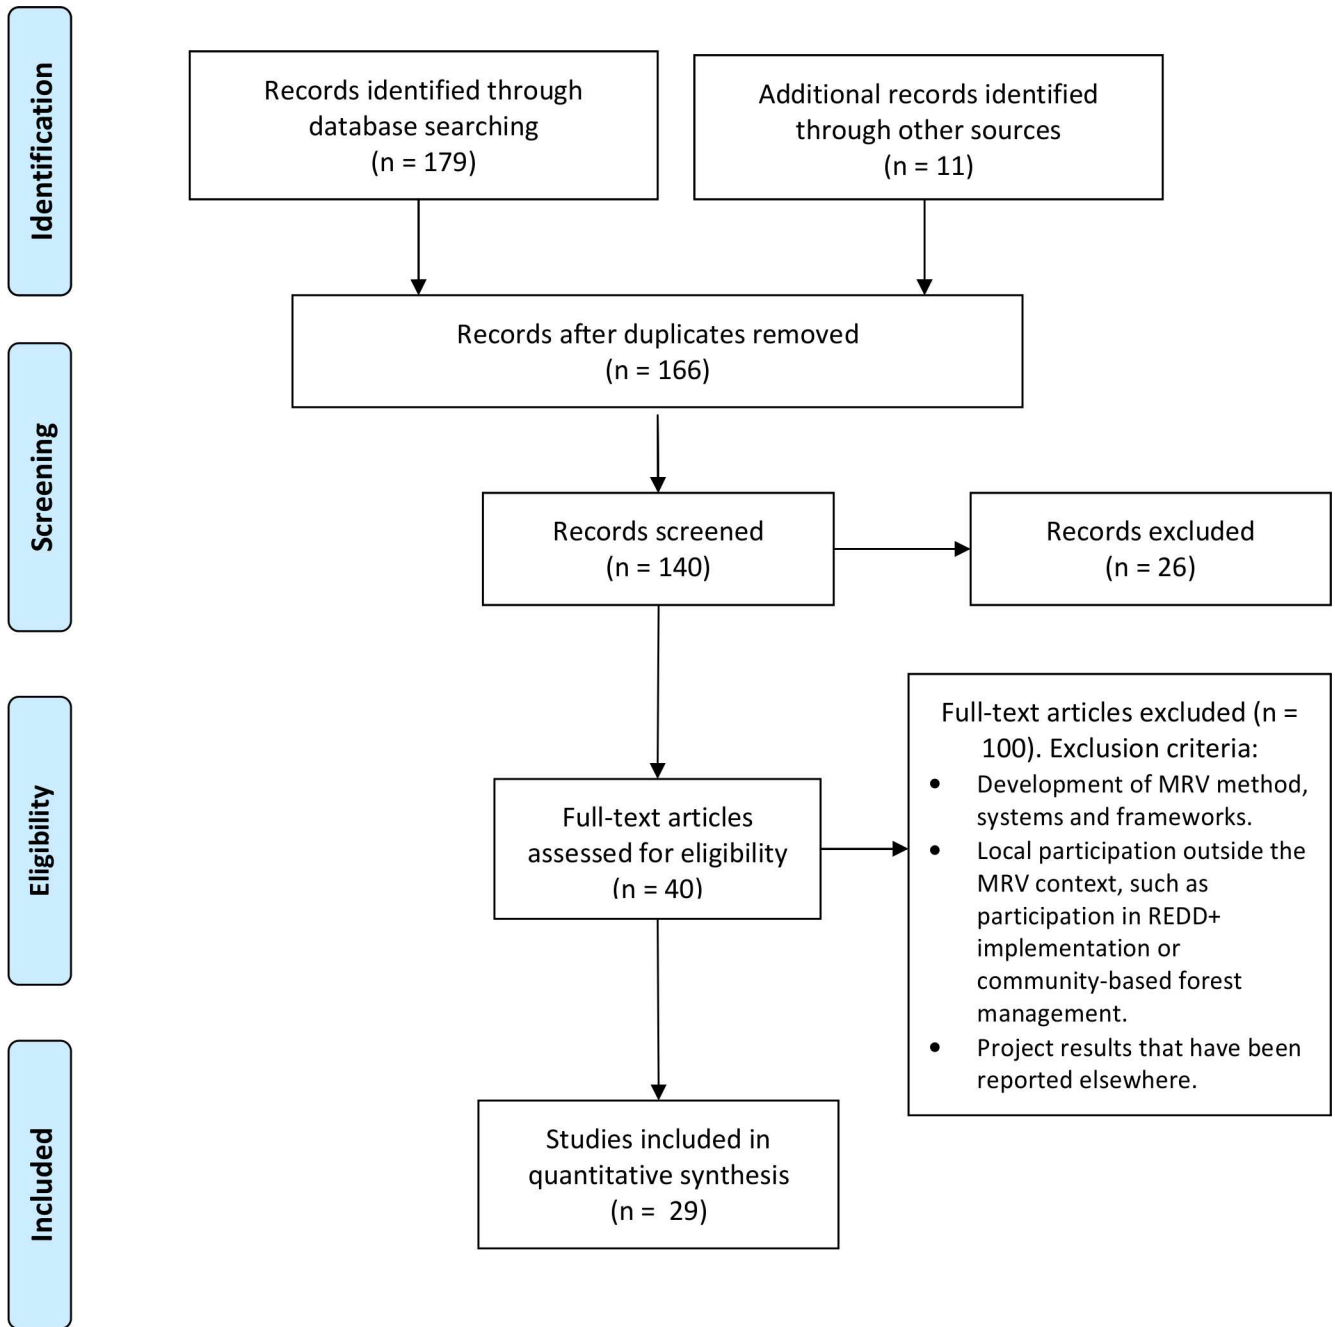 Identification
Records identified through
database searching
(n = 179)
Additional records identified
through other sources
(n = 11)
Records after duplicates removed
(n = 166)
Screening
Records screened
(n = 140)
Records excluded
(n = 26)
Eligibility
Full-text articles
assessed for eligibility
(n = 40)
Full-text articles excluded (n =
100). Exclusion criteria:
• Development of MRV method,
systems and frameworks.
• Local participation outside the
MRV context, such as
participation in REDD+
implementation or
community-based forest
management.
• Project results that have been
reported elsewhere.
Included
Studies included in
quantitative synthesis
(n = 29)